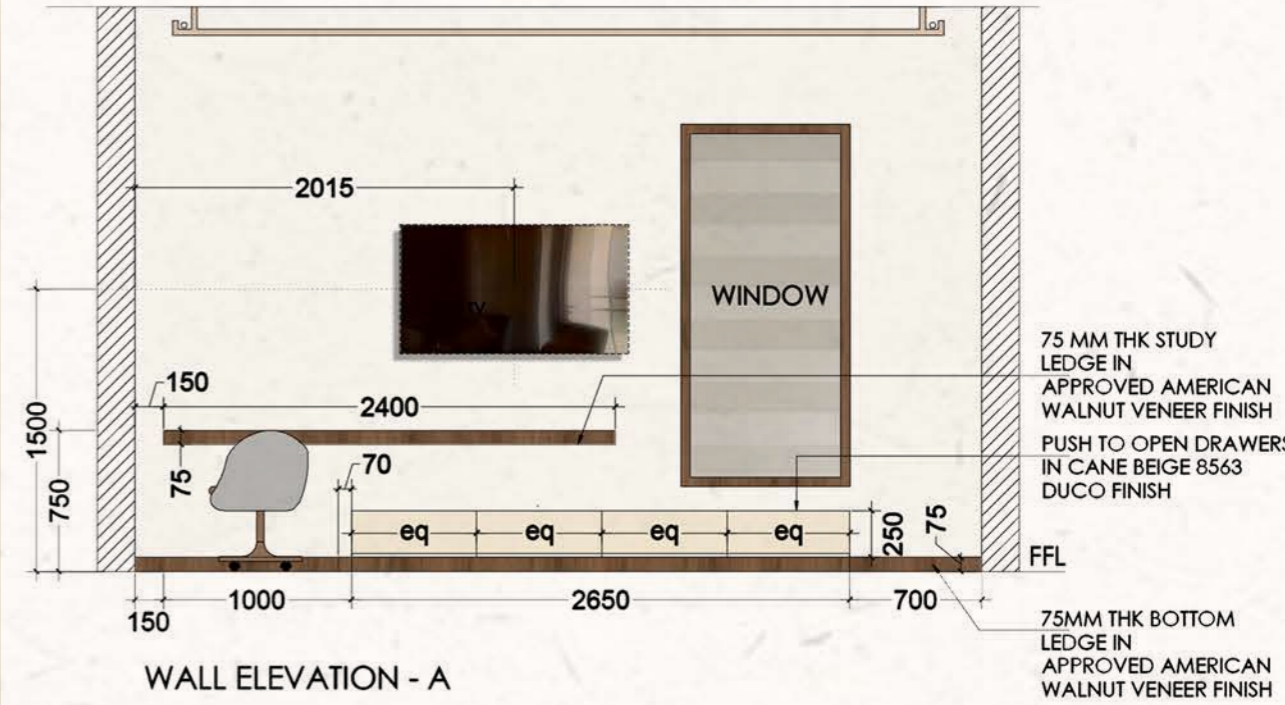 2015
WINDOW
TV
150
2400
75 MM THK STUDY
LEDGE IN
APPROVED AMERICAN
WALNUT VENEER FINISH
1500
750
75
70
PUSH TO OPEN DRAWERS
IN CANE BEIGE 8563
DUCO FINISH
eq eq eq eq
250
75
FFL
150
1000
2650
700
75MM THK BOTTOM
LEDGE IN
APPROVED AMERICAN
WALNUT VENEER FINISH
WALL ELEVATION - A